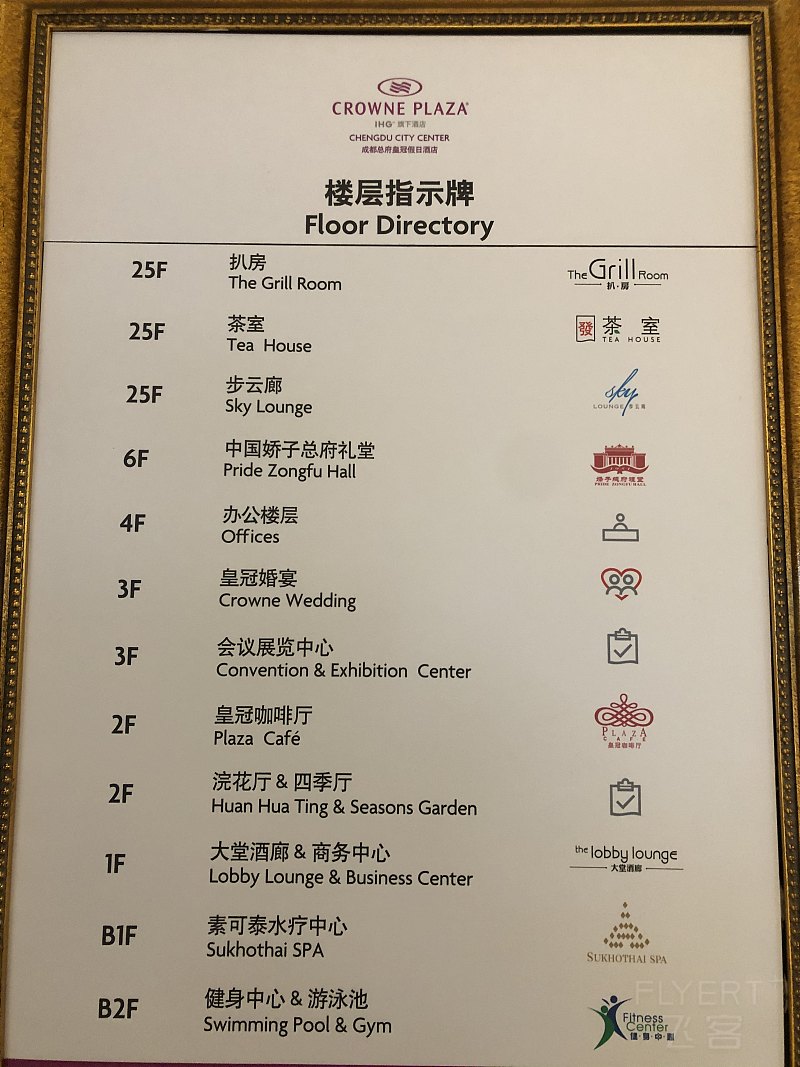 CROWNE PLAZA
IHG® 旗下酒店
CHENGDU CITY CENTER
成都总府皇冠假日酒店
楼层指示牌
Floor Directory
25F 扒房 The Grill Room
The Grill Room
扒·房
25F 茶室 發 茶 室
Tea House TEA HOUSE
25F 步云廊 sky
Sky Lounge LOUNGE 步云廊
6F 中国娇子总府礼堂
Pride Zongfu Hall
PRIDE ZONGFU HALL
4F 办公楼层
Offices
3F 皇冠婚宴
Crowne Wedding
3F 会议展览中心
Convention & Exhibition Center
2F 皇冠咖啡厅
Plaza Café
PLAZA
CAFE
皇冠咖啡厅
2F 浣花厅 & 四季厅
Huan Hua Ting & Seasons Garden
1F 大堂酒廊 & 商务中心 the lobby lounge
Lobby Lounge & Business Center 大堂酒廊
B1F 素可泰水疗中心
Sukhothai SPA SUKHOTHAI SPA
B2F 健身中心 & 游泳池
Swimming Pool & Gym
Fitness
Center
健·身·中·心
FLYERT
飞客